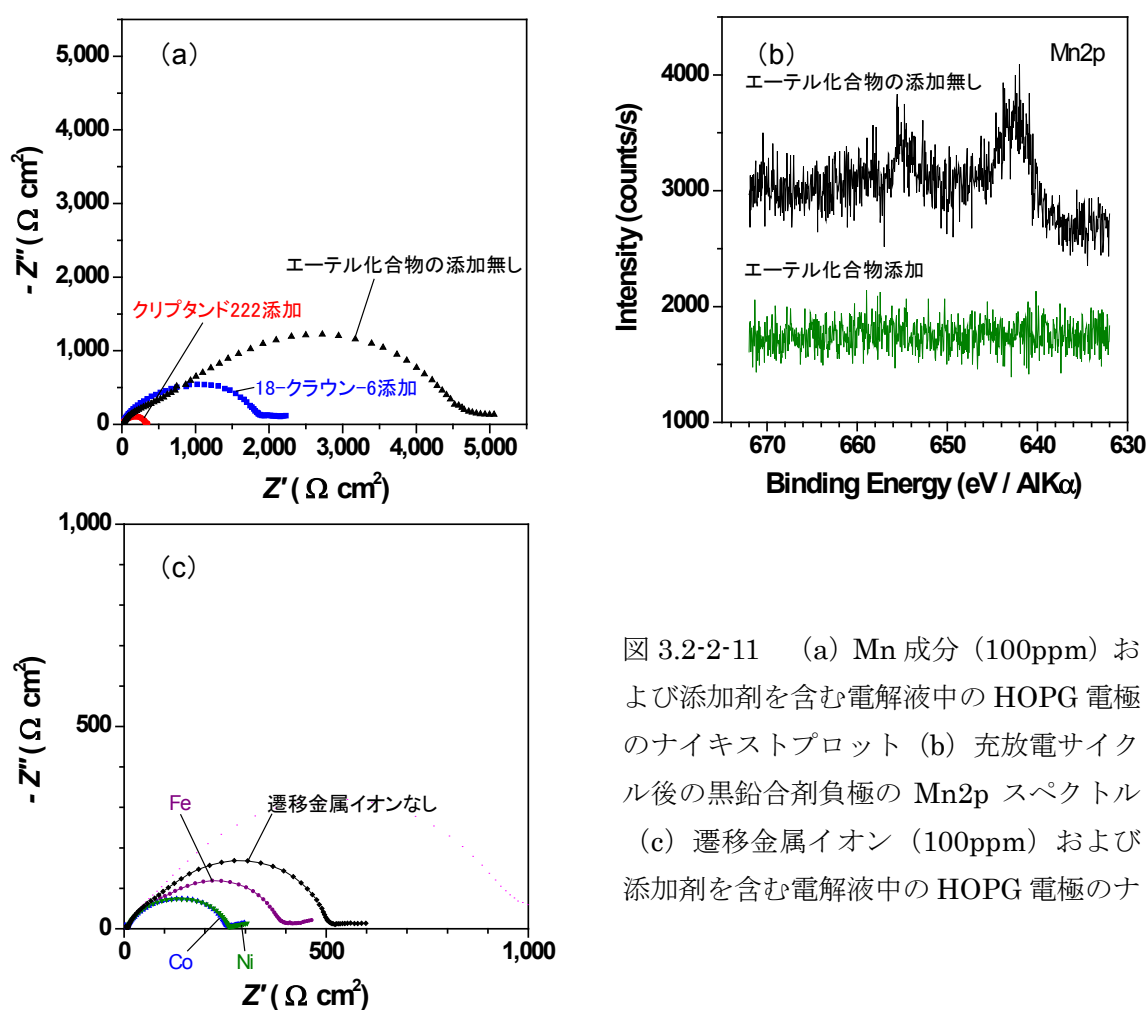 (a)
5,000
4,000
3,000
2,000
1,000
0
- Z″ ( Ω cm²)
エーテル化合物の添加無し
クリプタンド222添加
18-クラウン-6添加
0 1,000 2,000 3,000 4,000 5,000
Z′ ( Ω cm²)
(b)
Mn2p
エーテル化合物の添加無し
エーテル化合物添加
4000
3000
2000
1000
Intensity (counts/s)
670 660 650 640 630
Binding Energy (eV / AlKα)
(c)
1,000
500
0
- Z″ ( Ω cm²)
Fe
遷移金属イオンなし
Co
Ni
0 500 1,000
Z′ ( Ω cm²)
図 3.2-2-11 (a) Mn 成分(100ppm)お
よび添加剤を含む電解液中の HOPG 電極
のナイキストプロット (b) 充放電サイク
ル後の黒鉛合剤負極の Mn2p スペクトル
(c) 遷移金属イオン(100ppm)および
添加剤を含む電解液中の HOPG 電極のナ